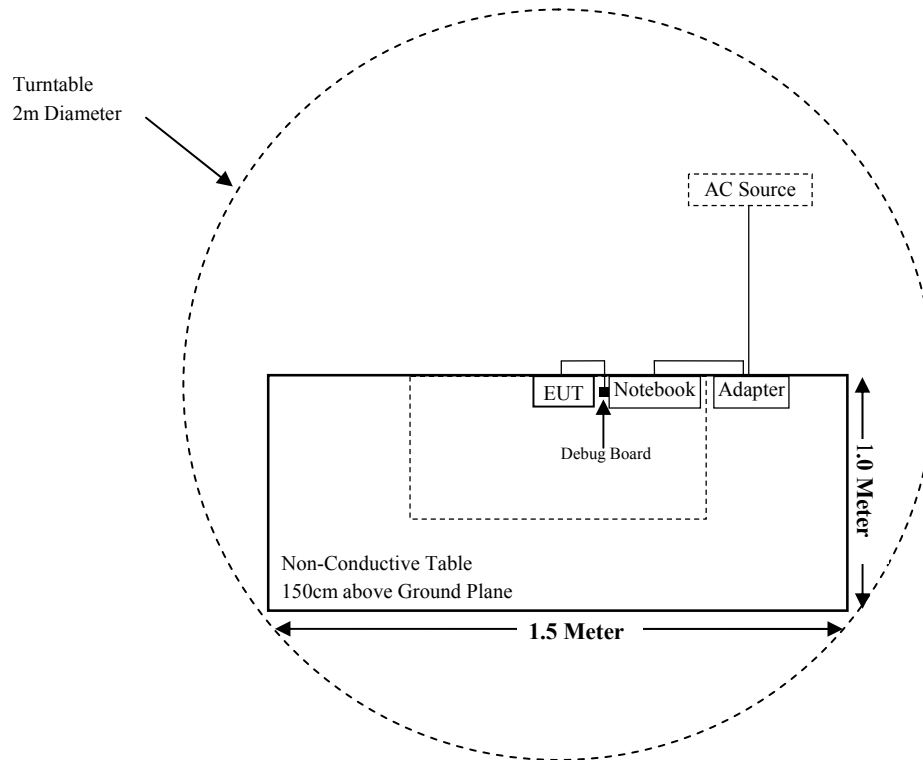 Turntable
2m Diameter
AC Source
EUT
Notebook
Adapter
Debug Board
1.0 Meter
Non-Conductive Table
150cm above Ground Plane
1.5 Meter